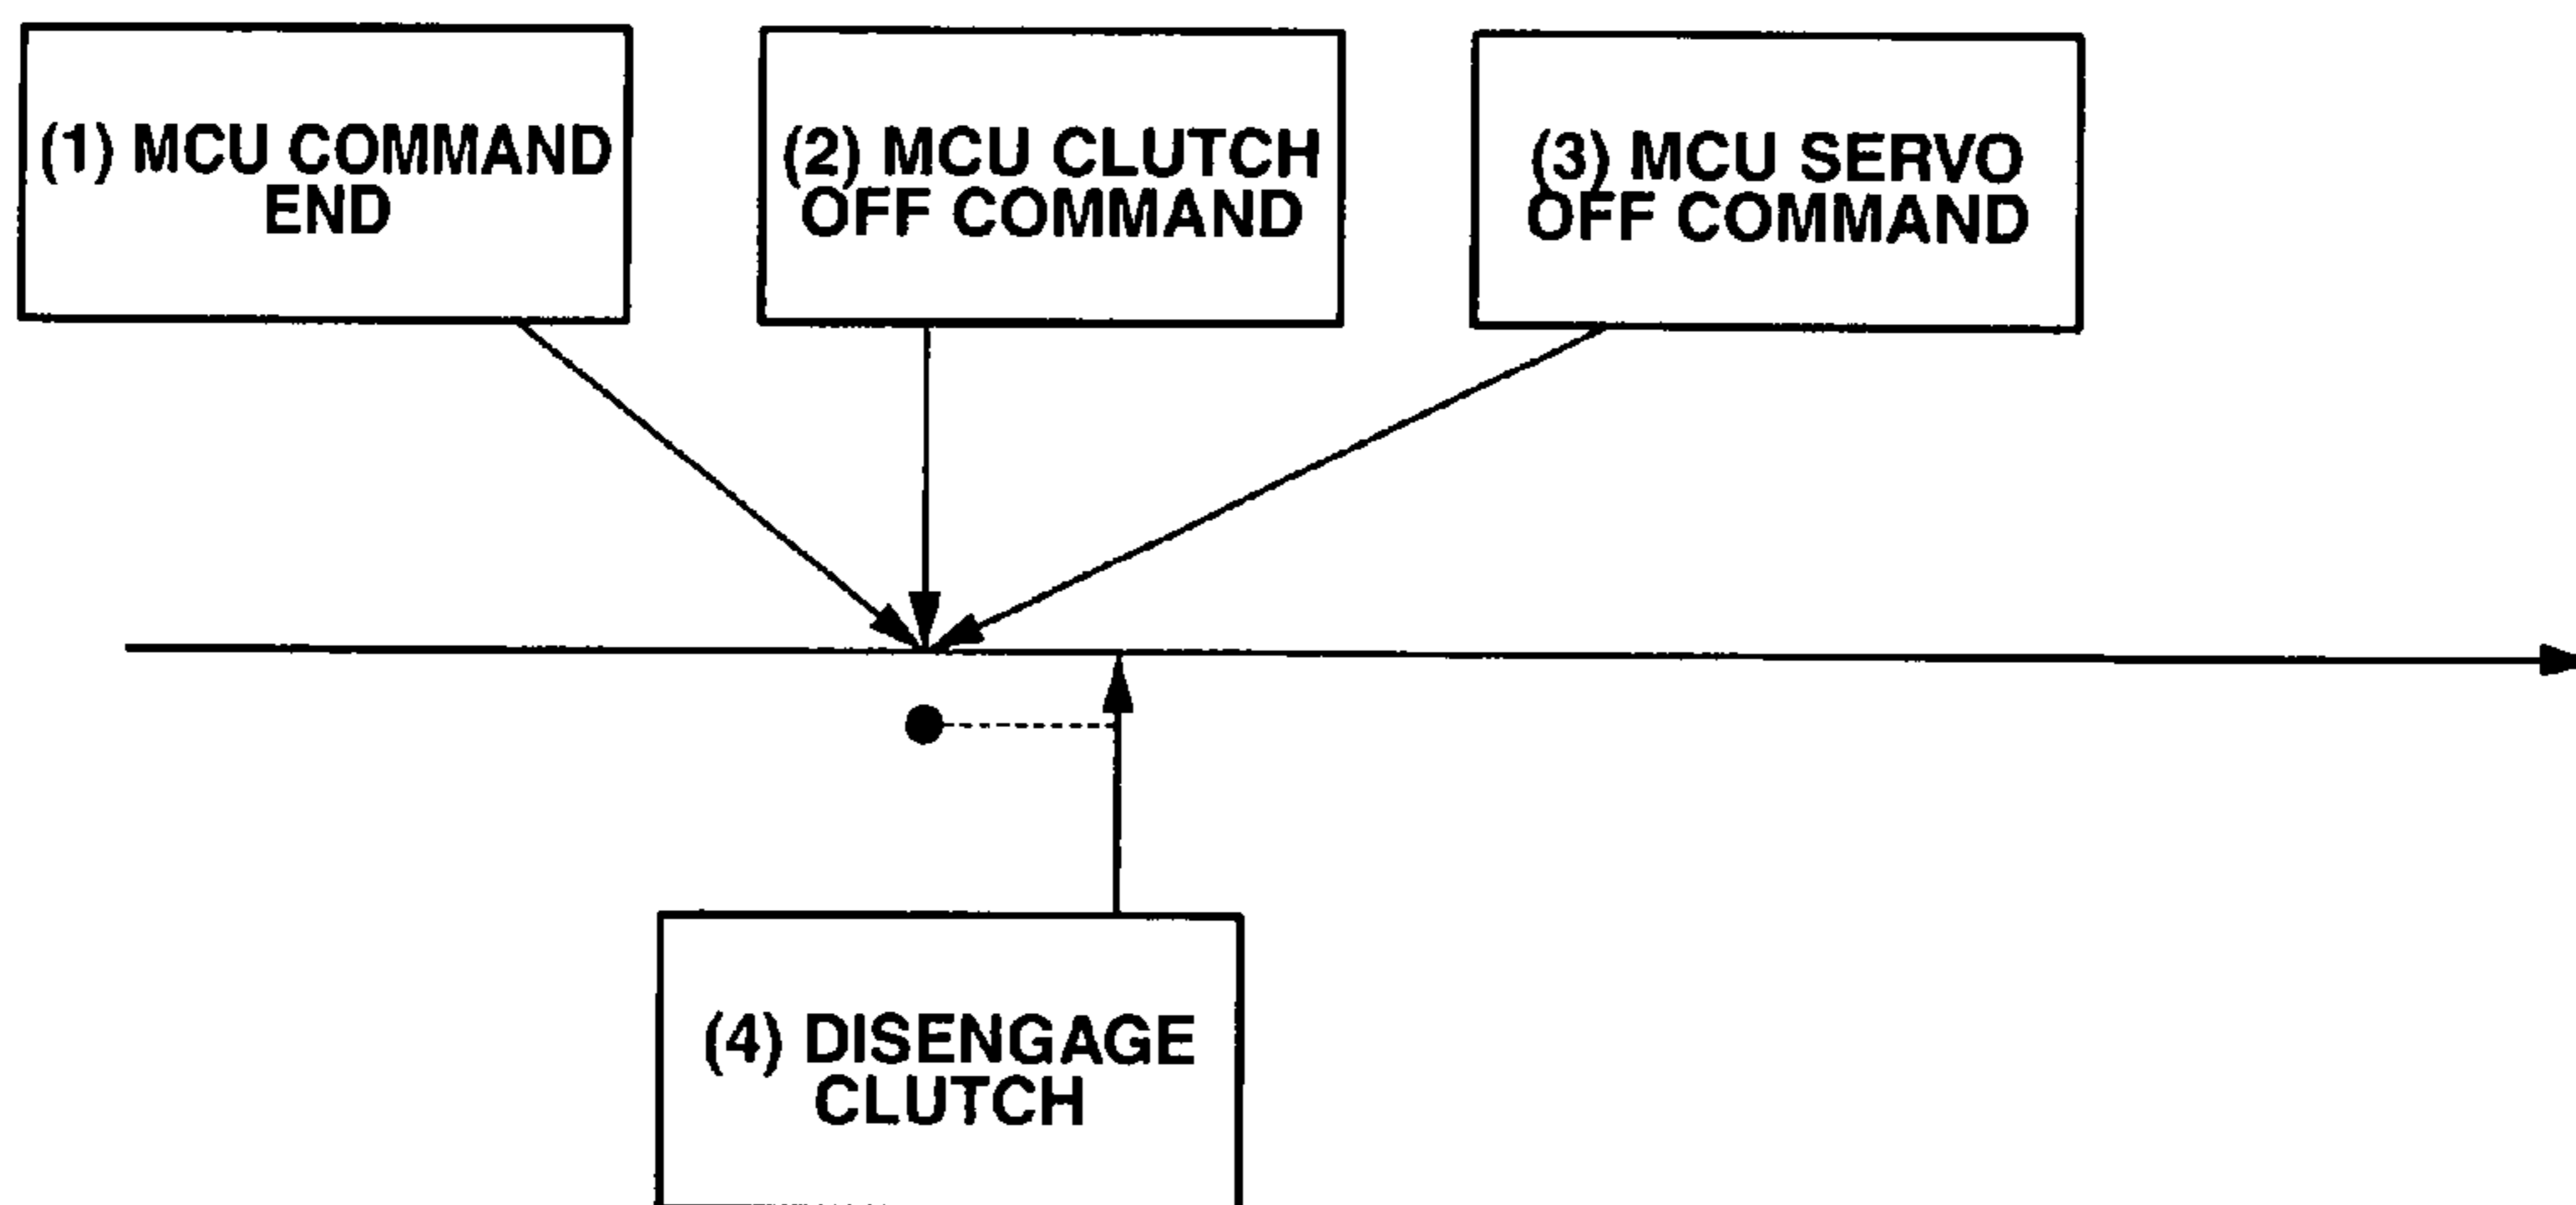 (1) MCU COMMAND
END
(2) MCU CLUTCH
OFF COMMAND
(3) MCU SERVO
OFF COMMAND
(4) DISENGAGE
CLUTCH